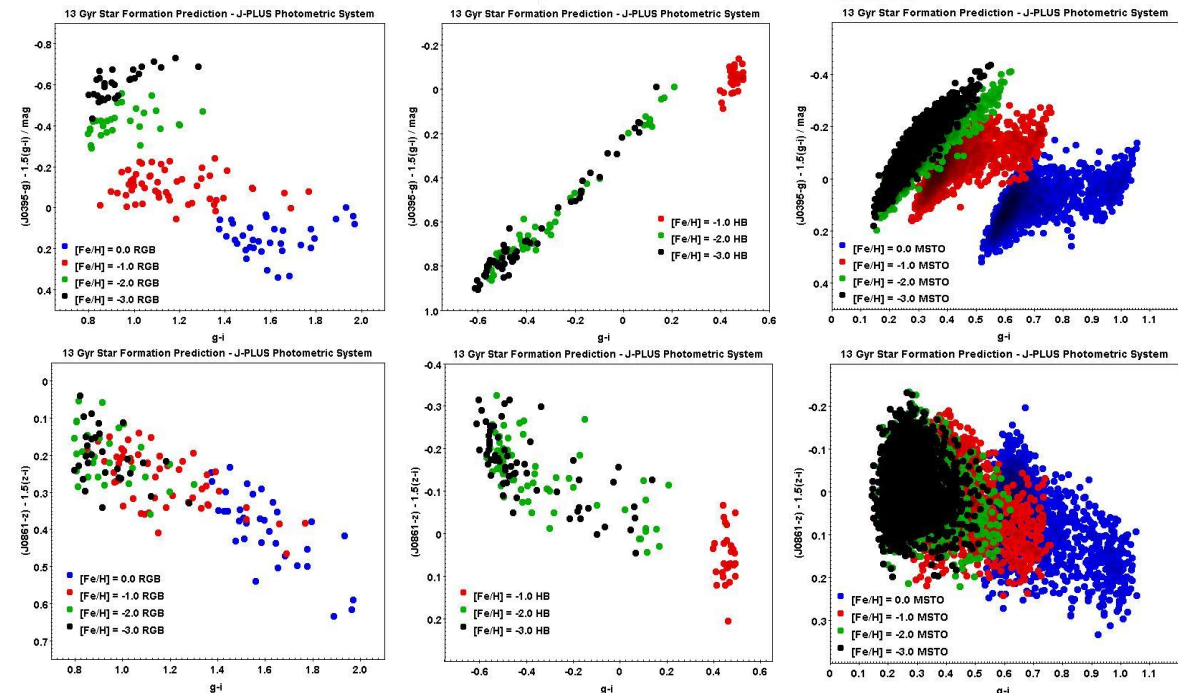 13 Gyr Star Formation Prediction - J-PLUS Photometric System
(J0395-g) - 1.5(g-i) / mag
-0.8
-0.6
-0.4
-0.2
0
0.2
0.4
[Fe/H] = 0.0 RGB
[Fe/H] = -1.0 RGB
[Fe/H] = -2.0 RGB
[Fe/H] = -3.0 RGB
0.8 1.0 1.2 1.4 1.6 1.8 2.0
g-i
13 Gyr Star Formation Prediction - J-PLUS Photometric System
(J0395-g) - 1.5(g-i) / mag
-0.2
0
0.2
0.4
0.6
0.8
1.0
[Fe/H] = -1.0 HB
[Fe/H] = -2.0 HB
[Fe/H] = -3.0 HB
-0.6 -0.4 -0.2 0 0.2 0.4 0.6
g-i
13 Gyr Star Formation Prediction - J-PLUS Photometric System
(J0395-g) - 1.5(g-i) / mag
-0.4
-0.2
0
0.2
0.4
[Fe/H] = 0.0 MSTO
[Fe/H] = -1.0 MSTO
[Fe/H] = -2.0 MSTO
[Fe/H] = -3.0 MSTO
0 0.1 0.2 0.3 0.4 0.5 0.6 0.7 0.8 0.9 1.0 1.1
g-i
13 Gyr Star Formation Prediction - J-PLUS Photometric System
(J0861-z) - 1.5(z-i)
0
0.1
0.2
0.3
0.4
0.5
0.6
0.7
[Fe/H] = 0.0 RGB
[Fe/H] = -1.0 RGB
[Fe/H] = -2.0 RGB
[Fe/H] = -3.0 RGB
0.8 1.0 1.2 1.4 1.6 1.8 2.0
g-i
13 Gyr Star Formation Prediction - J-PLUS Photometric System
(J0861-z) - 1.5(z-i)
-0.4
-0.3
-0.2
-0.1
0
0.1
0.2
[Fe/H] = -1.0 HB
[Fe/H] = -2.0 HB
[Fe/H] = -3.0 HB
-0.6 -0.4 -0.2 0 0.2 0.4 0.6
g-i
13 Gyr Star Formation Prediction - J-PLUS Photometric System
(J0861-z) - 1.5(z-i)
-0.2
-0.1
0
0.1
0.2
0.3
[Fe/H] = 0.0 MSTO
[Fe/H] = -1.0 MSTO
[Fe/H] = -2.0 MSTO
[Fe/H] = -3.0 MSTO
0 0.1 0.2 0.3 0.4 0.5 0.6 0.7 0.8 0.9 1.0 1.1
g-i